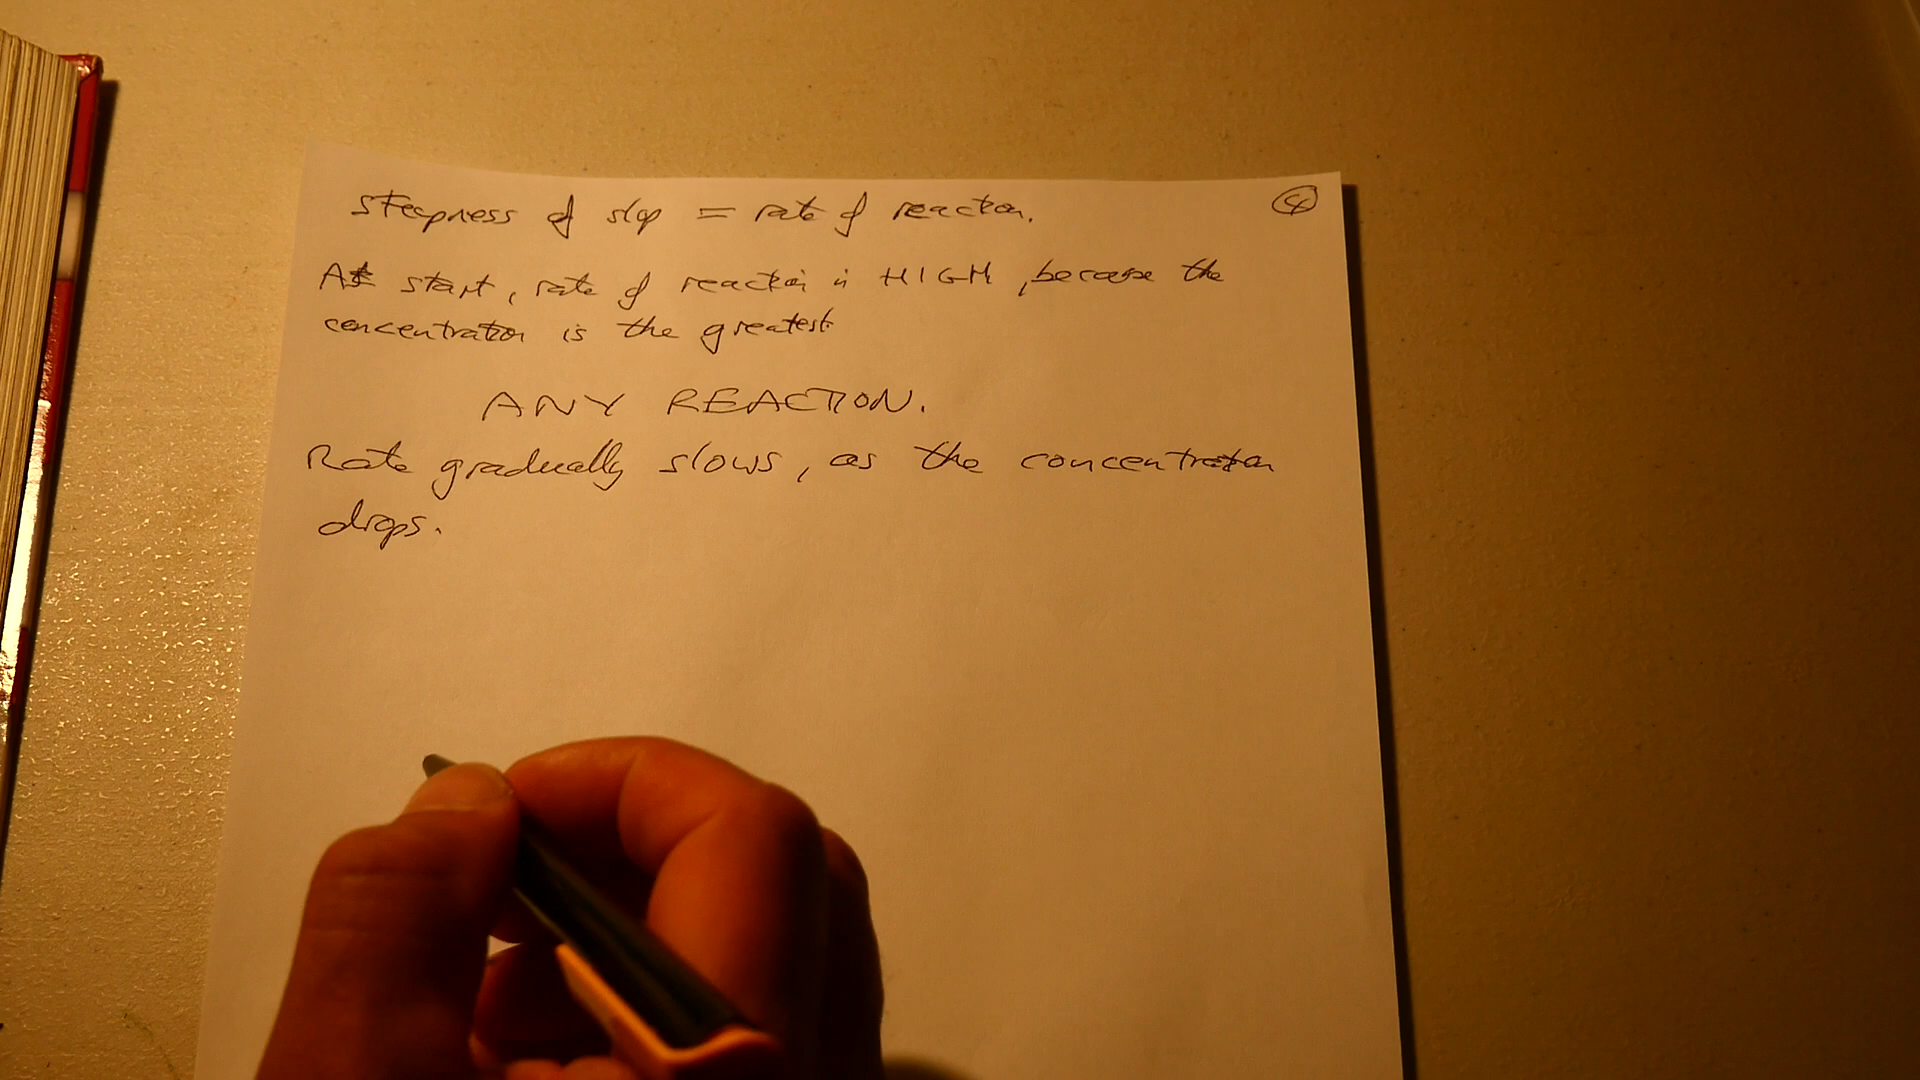 Steepness of slop = rate of reaction. 4
At start, rate of reaction is HIGH, because the
concentration is the greatest.
ANY REACTION.
Rate gradually slows, as the concentration
drops.